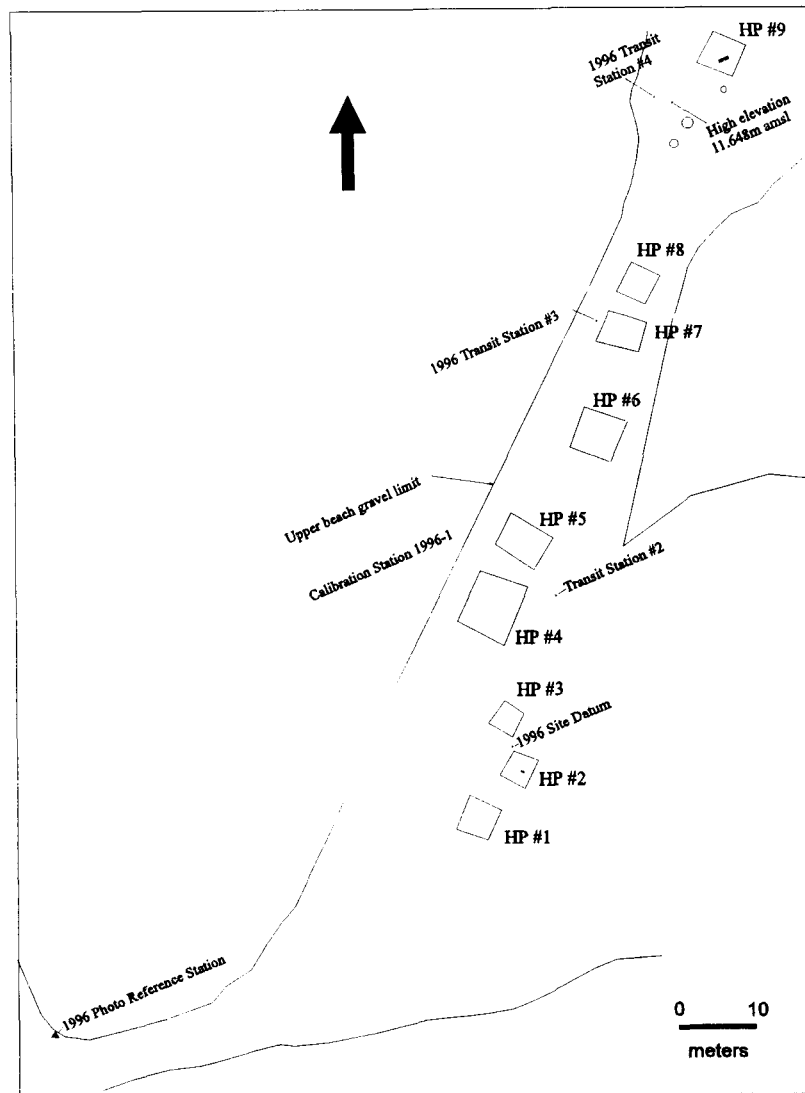 HP #9
1996 Transit
Station #4
High elevation
11.648m amsl
HP #8
1996 Transit Station #3
HP #7
HP #6
Upper beach gravel limit
HP #5
Calibration Station 1996-1
Transit Station #2
HP #4
HP #3
1996 Site Datum
HP #2
HP #1
1996 Photo Reference Station
0 10
meters